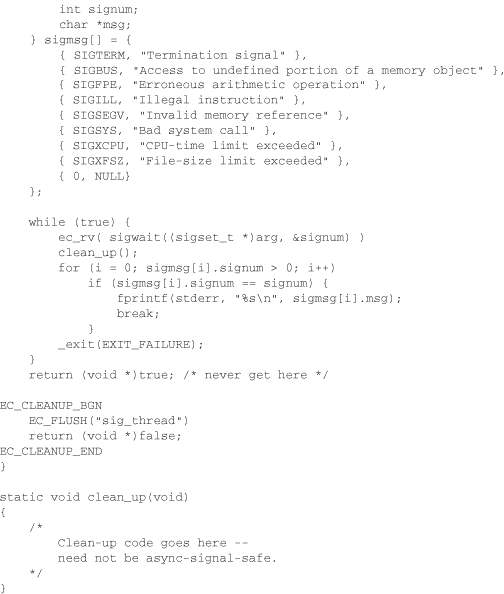 int signum;
        char *msg;
    } sigmsg[] = {
        { SIGTERM, "Termination signal" },
        { SIGBUS, "Access to undefined portion of a memory object" },
        { SIGFPE, "Erroneous arithmetic operation" },
        { SIGILL, "Illegal instruction" },
        { SIGSEGV, "Invalid memory reference" },
        { SIGSYS, "Bad system call" },
        { SIGXCPU, "CPU-time limit exceeded" },
        { SIGXFSZ, "File-size limit exceeded" },
        { 0, NULL}
    };

    while (true) {
        ec_rv( sigwait((sigset_t *)arg, &signum) )
        clean_up();
        for (i = 0; sigmsg[i].signum > 0; i++)
            if (sigmsg[i].signum == signum) {
                fprintf(stderr, "%s\n", sigmsg[i].msg);
                break;
            }
        _exit(EXIT_FAILURE);
    }
    return (void *)true; /* never get here */

EC_CLEANUP_BGN
    EC_FLUSH("sig_thread")
    return (void *)false;
EC_CLEANUP_END
}

static void clean_up(void)
{
    /*
        Clean-up code goes here --
        need not be async-signal-safe.
    */
}